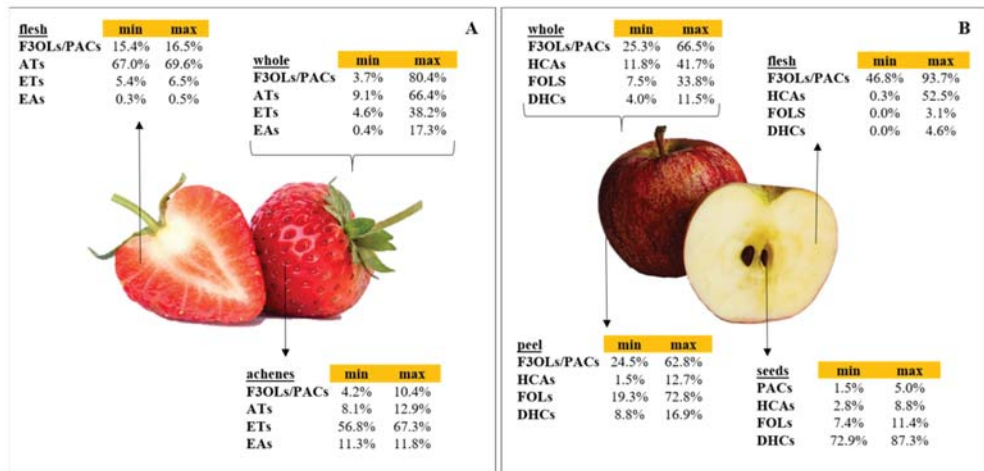 A
flesh min max
F3OLs/PACs 15.4% 16.5%
ATs 67.0% 69.6%
ETs 5.4% 6.5%
EAs 0.3% 0.5%
whole min max
F3OLs/PACs 3.7% 80.4%
ATs 9.1% 66.4%
ETs 4.6% 38.2%
EAs 0.4% 17.3%
achenes min max
F3OLs/PACs 4.2% 10.4%
ATs 8.1% 12.9%
ETs 56.8% 67.3%
EAs 11.3% 11.8%
B
whole min max
F3OLs/PACs 25.3% 66.5%
HCAs 11.8% 41.7%
FOLS 7.5% 33.8%
DHCs 4.0% 11.5%
flesh min max
F3OLs/PACs 46.8% 93.7%
HCAs 0.3% 52.5%
FOLS 0.0% 3.1%
DHCs 0.0% 4.6%
peel min max
F3OLs/PACs 24.5% 62.8%
HCAs 1.5% 12.7%
FOLs 19.3% 72.8%
DHCs 8.8% 16.9%
seeds min max
PACs 1.5% 5.0%
HCAs 2.8% 8.8%
FOLs 7.4% 11.4%
DHCs 72.9% 87.3%